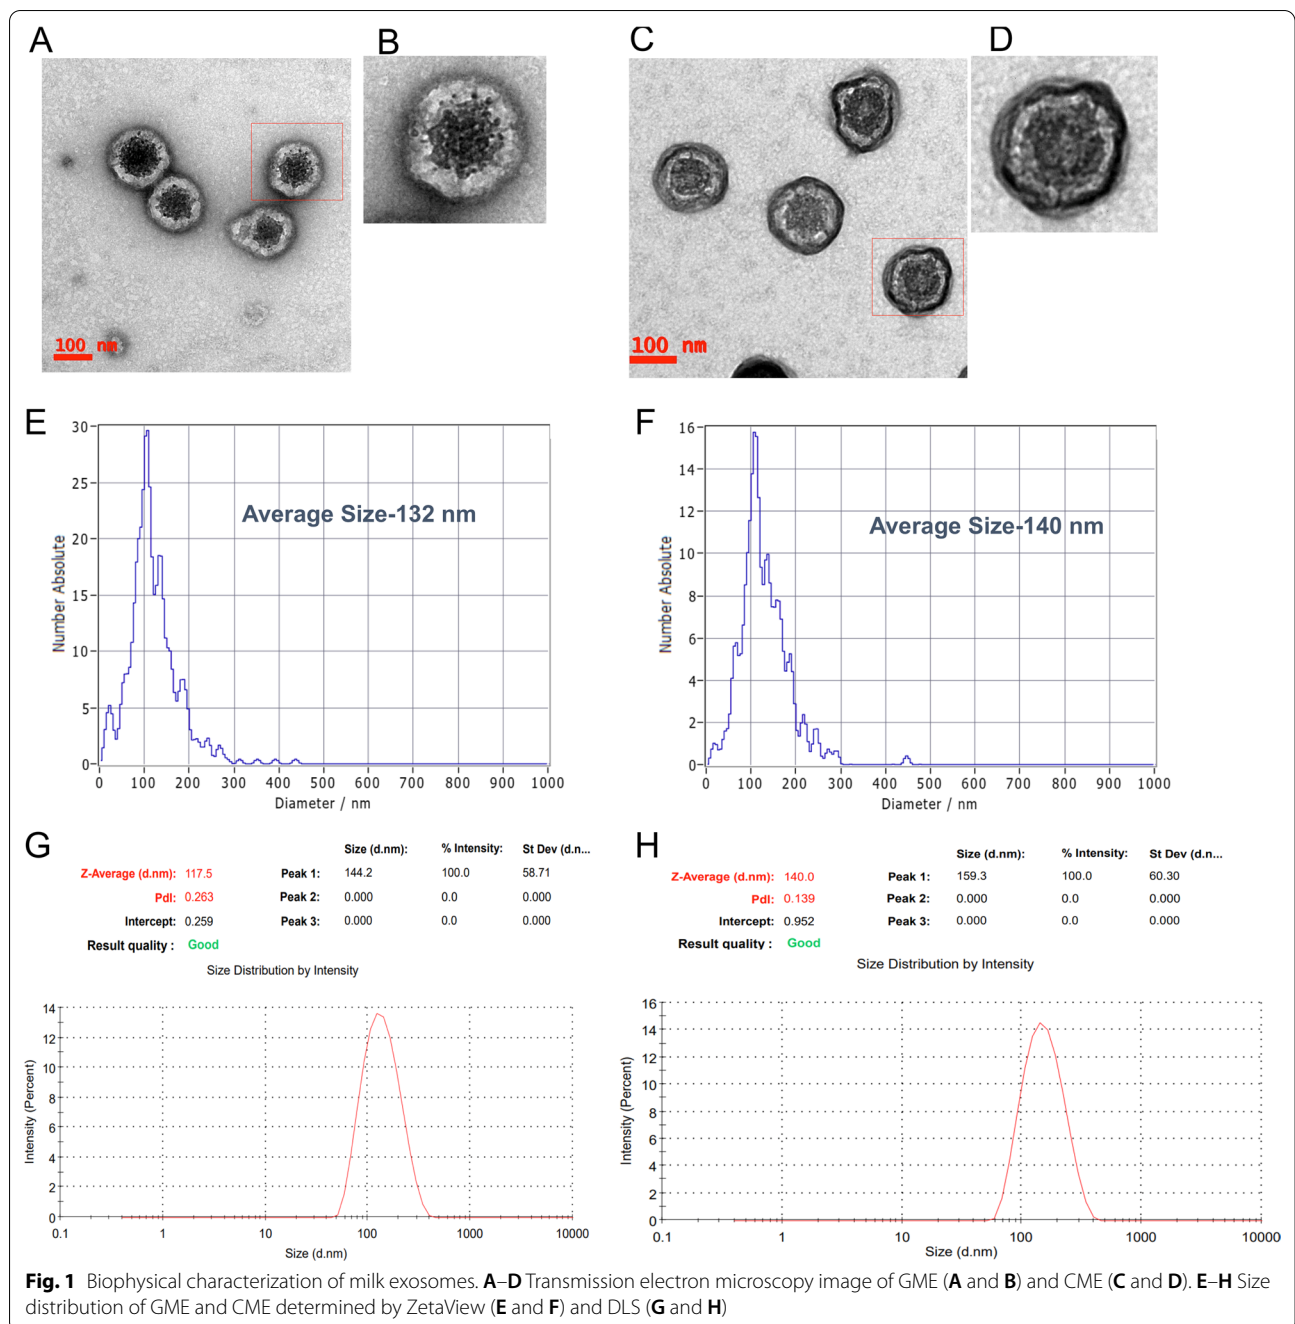 A
B
C
D
100 nm
100 nm
E
F
30
25
20
15
10
5
0
Number Absolute
Average Size-132 nm
0 100 200 300 400 500 600 700 800 900 1000
Diameter / nm
16
14
12
10
8
6
4
2
0
Number Absolute
Average Size-140 nm
0 100 200 300 400 500 600 700 800 900 1000
Diameter / nm
G
Size (d.nm): % Intensity: St Dev (d.n...
Z-Average (d.nm): 117.5 Peak 1: 144.2 100.0 58.71
PdI: 0.263 Peak 2: 0.000 0.0 0.000
Intercept: 0.259 Peak 3: 0.000 0.0 0.000
Result quality : Good
Size Distribution by Intensity
14
12
10
8
6
4
2
0
Intensity (Percent)
0.1 1 10 100 1000 10000
Size (d.nm)
H
Size (d.nm): % Intensity: St Dev (d.n...
Z-Average (d.nm): 140.0 Peak 1: 159.3 100.0 60.30
PdI: 0.139 Peak 2: 0.000 0.0 0.000
Intercept: 0.952 Peak 3: 0.000 0.0 0.000
Result quality : Good
Size Distribution by Intensity
16
14
12
10
8
6
4
2
0
Intensity (Percent)
0.1 1 10 100 1000 10000
Size (d.nm)
Fig. 1 Biophysical characterization of milk exosomes. A–D Transmission electron microscopy image of GME (A and B) and CME (C and D). E–H Size
distribution of GME and CME determined by ZetaView (E and F) and DLS (G and H)